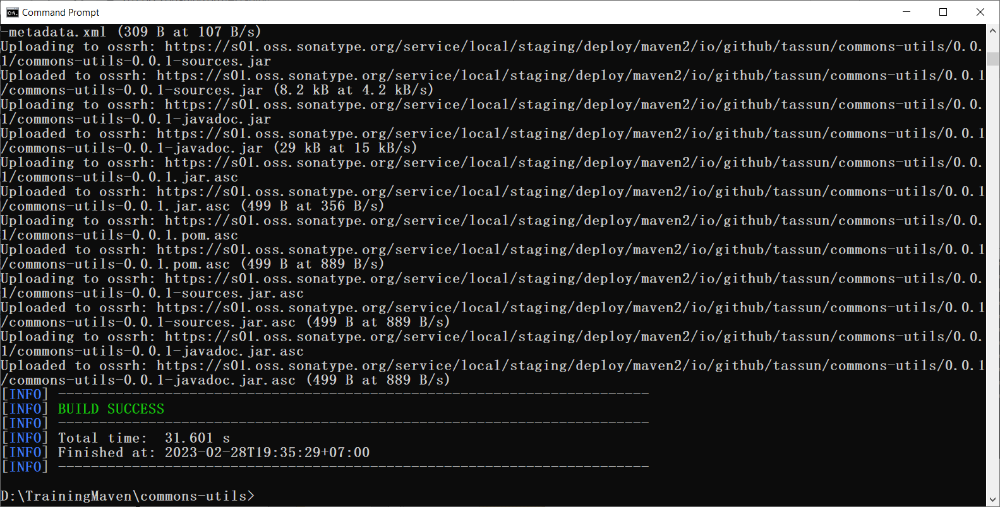 Command Prompt
-metadata.xml (309 B at 107 B/s)
Uploading to ossrh: https://s01.oss.sonatype.org/service/local/staging/deploy/maven2/io/github/tassun/commons-utils/0.0.
1/commons-utils-0.0.1-sources.jar
Uploaded to ossrh: https://s01.oss.sonatype.org/service/local/staging/deploy/maven2/io/github/tassun/commons-utils/0.0.1
/commons-utils-0.0.1-sources.jar (8.2 kB at 4.2 kB/s)
Uploading to ossrh: https://s01.oss.sonatype.org/service/local/staging/deploy/maven2/io/github/tassun/commons-utils/0.0.
1/commons-utils-0.0.1-javadoc.jar
Uploaded to ossrh: https://s01.oss.sonatype.org/service/local/staging/deploy/maven2/io/github/tassun/commons-utils/0.0.1
/commons-utils-0.0.1-javadoc.jar (29 kB at 15 kB/s)
Uploading to ossrh: https://s01.oss.sonatype.org/service/local/staging/deploy/maven2/io/github/tassun/commons-utils/0.0.
1/commons-utils-0.0.1.jar.asc
Uploaded to ossrh: https://s01.oss.sonatype.org/service/local/staging/deploy/maven2/io/github/tassun/commons-utils/0.0.1
/commons-utils-0.0.1.jar.asc (499 B at 356 B/s)
Uploading to ossrh: https://s01.oss.sonatype.org/service/local/staging/deploy/maven2/io/github/tassun/commons-utils/0.0.
1/commons-utils-0.0.1.pom.asc
Uploaded to ossrh: https://s01.oss.sonatype.org/service/local/staging/deploy/maven2/io/github/tassun/commons-utils/0.0.1
/commons-utils-0.0.1.pom.asc (499 B at 889 B/s)
Uploading to ossrh: https://s01.oss.sonatype.org/service/local/staging/deploy/maven2/io/github/tassun/commons-utils/0.0.
1/commons-utils-0.0.1-sources.jar.asc
Uploaded to ossrh: https://s01.oss.sonatype.org/service/local/staging/deploy/maven2/io/github/tassun/commons-utils/0.0.1
/commons-utils-0.0.1-sources.jar.asc (499 B at 889 B/s)
Uploading to ossrh: https://s01.oss.sonatype.org/service/local/staging/deploy/maven2/io/github/tassun/commons-utils/0.0.
1/commons-utils-0.0.1-javadoc.jar.asc
Uploaded to ossrh: https://s01.oss.sonatype.org/service/local/staging/deploy/maven2/io/github/tassun/commons-utils/0.0.1
/commons-utils-0.0.1-javadoc.jar.asc (499 B at 889 B/s)
[INFO] ------------------------------------------------------------------------
[INFO] BUILD SUCCESS
[INFO] ------------------------------------------------------------------------
[INFO] Total time:  31.601 s
[INFO] Finished at: 2023-02-28T19:35:29+07:00
[INFO] ------------------------------------------------------------------------
D:\TrainingMaven\commons-utils>